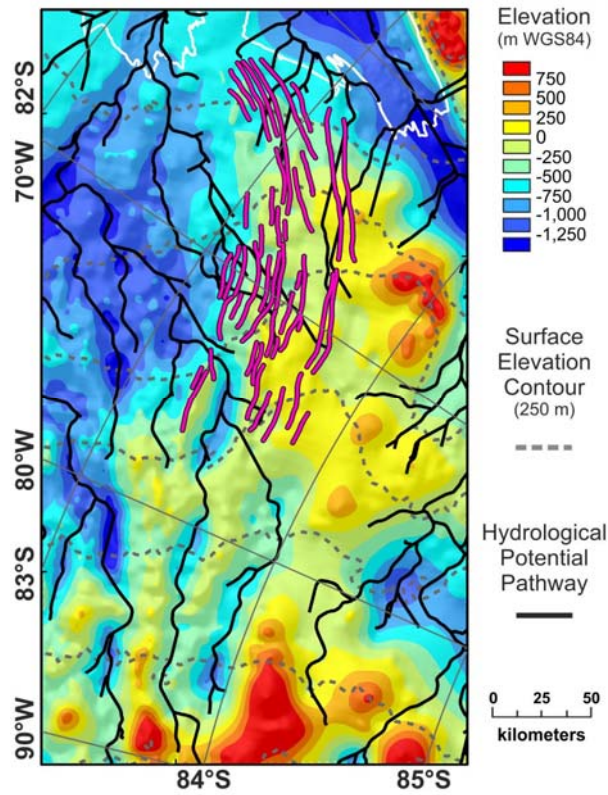 Elevation
(m WGS84)
750
500
250
0
-250
-500
-750
-1,000
-1,250
Surface
Elevation
Contour
(250 m)
Hydrological
Potential
Pathway
0 25 50
kilometers
82°S
70°W
80°W
83°S
90°W
84°S
85°S